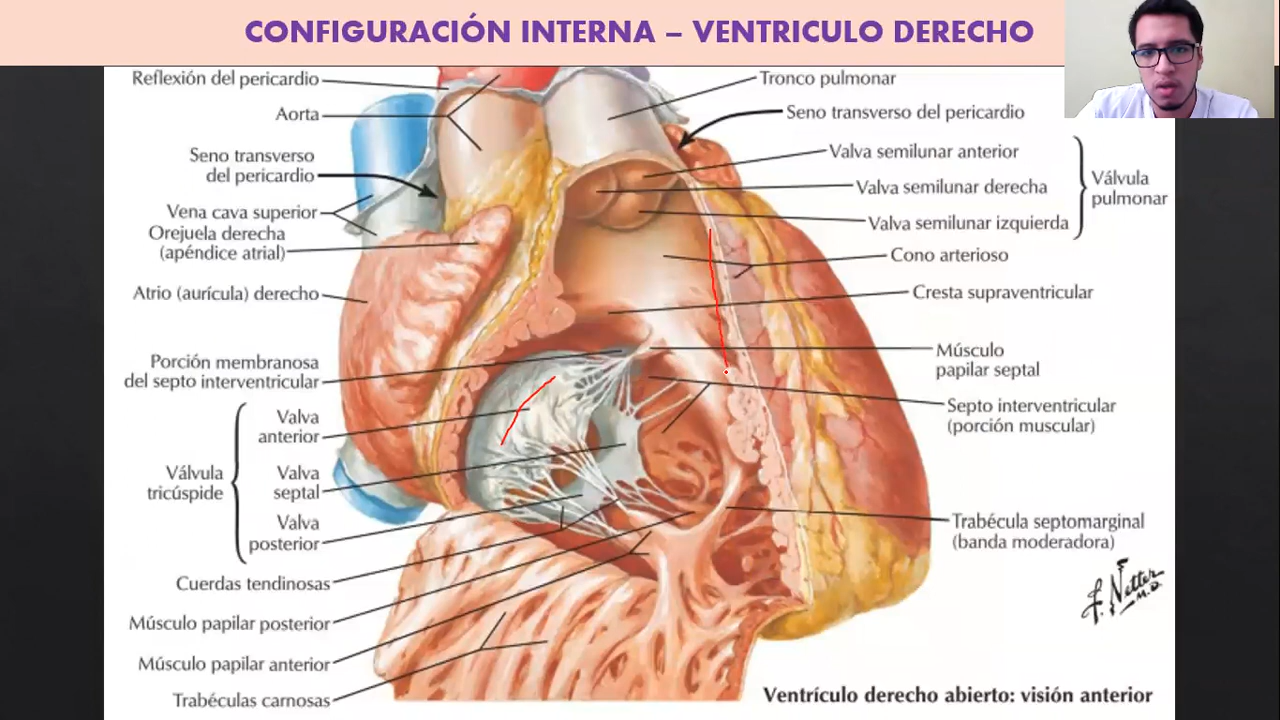 CONFIGURACIÓN INTERNA – VENTRICULO DERECHO
Reflexión del pericardio
Aorta
Seno transverso
del pericardio
Vena cava superior
Orejuela derecha
(apéndice atrial)
Atrio (aurícula) derecho
Porción membranosa
del septo interventricular
Válvula
tricúspide
Valva
anterior
Valva
septal
Valva
posterior
Cuerdas tendinosas
Músculo papilar posterior
Músculo papilar anterior
Trabéculas carnosas
Tronco pulmonar
Seno transverso del pericardio
Valva semilunar anterior
Valva semilunar derecha
Valva semilunar izquierda
Válvula
pulmonar
Cono arterioso
Cresta supraventricular
Músculo
papilar septal
Septo interventricular
(porción muscular)
Trabécula septomarginal
(banda moderadora)
F. Netter
M.D.
Ventrículo derecho abierto: visión anterior